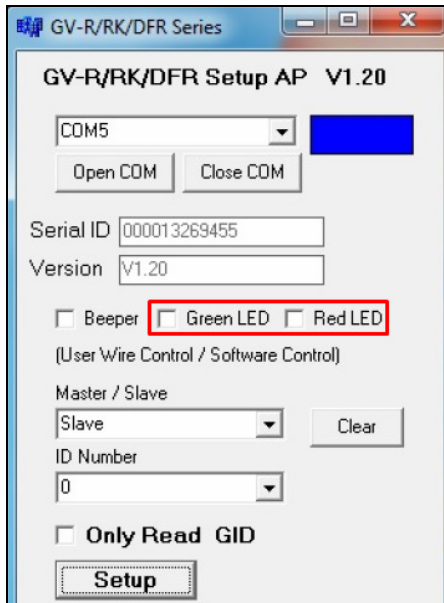 GV-R/RK/DFR Series
GV-R/RK/DFR Setup AP V1.20
COM5
Open COM Close COM
Serial ID 000013269455
Version V1.20
Beeper Green LED Red LED
(User Wire Control / Software Control)
Master / Slave
Slave Clear
ID Number
0
Only Read GID
Setup